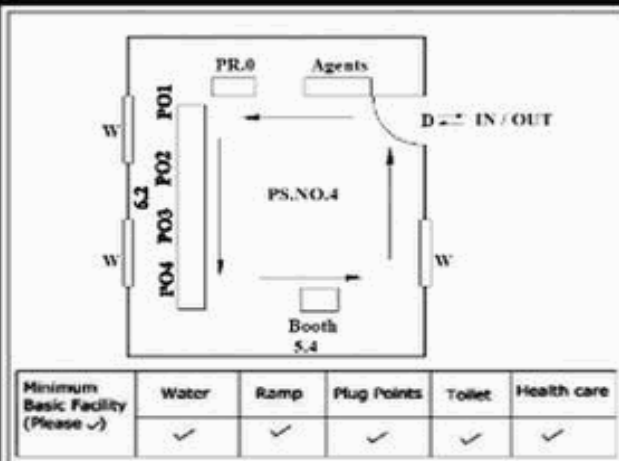 PR.0 Agents
D ⇌ IN / OUT
W
PO1
PO2
6.2
PS.NO.4
PO3
W
W
PO4
Booth
5.4
Minimum Basic Facility (Please ✓) Water Ramp Plug Points Toilet Health care
✓ ✓ ✓ ✓ ✓